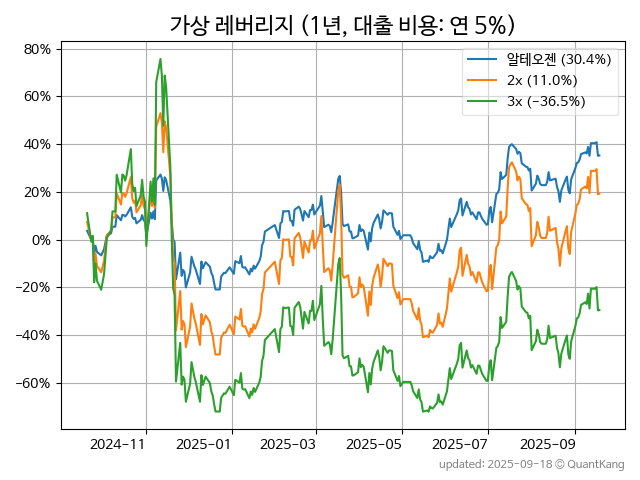 가상 레버리지 (1년, 대출 비용: 연 5%)
80%
60%
40%
20%
0%
−20%
−40%
−60%
알테오젠 (30.4%)
2x (11.0%)
3x (-36.5%)
2024-11
2025-01
2025-03
2025-05
2025-07
2025-09
updated: 2025-09-18 ⓒ QuantKang